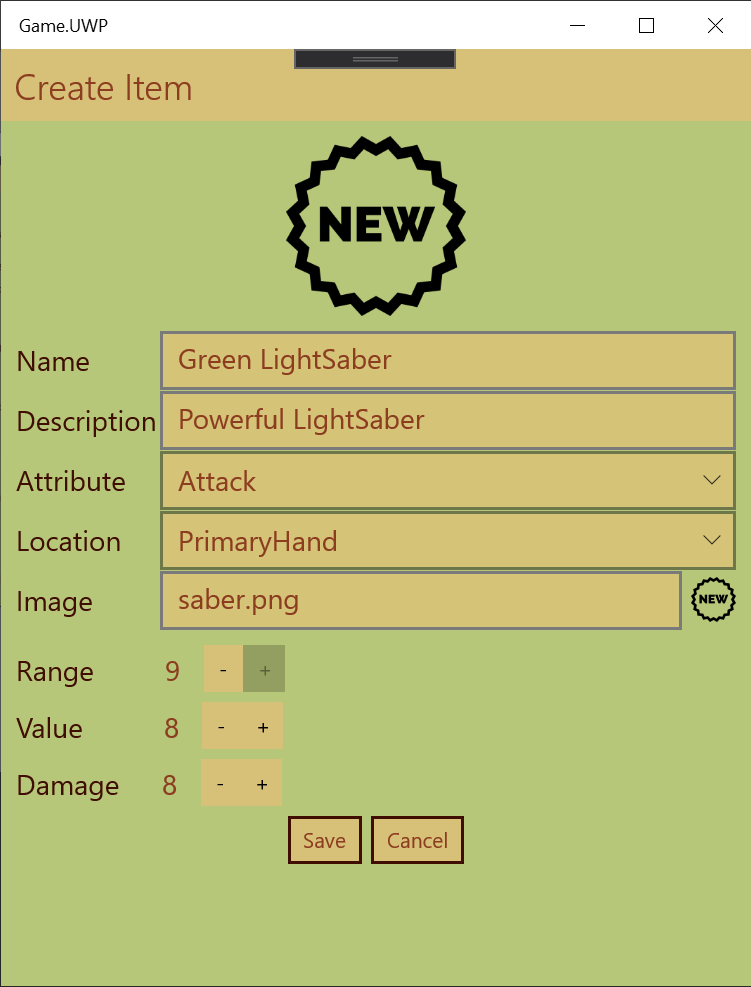 Game.UWP
Create Item
NEW
Name Green LightSaber
Description Powerful LightSaber
Attribute Attack
Location PrimaryHand
Image saber.png NEW
Range 9 - +
Value 8 - +
Damage 8 - +
Save Cancel